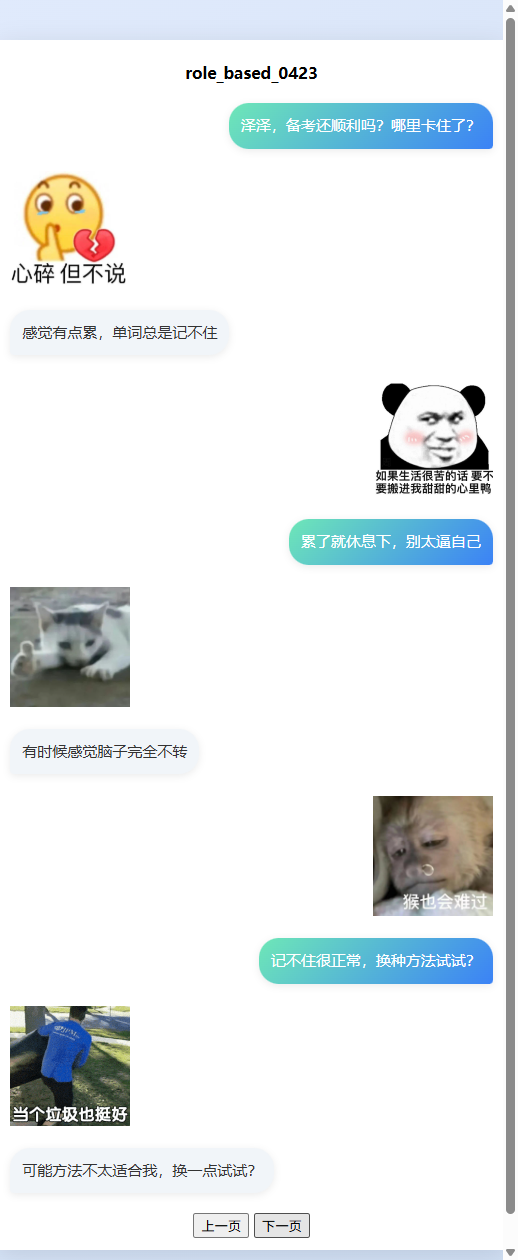 role_based_0423
泽泽，备考还顺利吗？哪里卡住了？
心碎 但不说
感觉有点累，单词总是记不住
如果生活很苦的话 要不
要搬进我甜甜的心里鸭
累了就休息下，别太逼自己
有时候感觉脑子完全不转
猴也会难过
记不住很正常，换种方法试试？
当个垃圾也挺好
可能方法不太适合我，换一点试试？
上一页 下一页